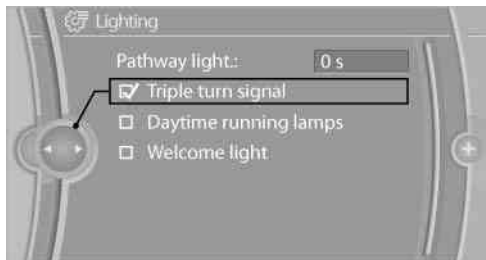 Lighting
Pathway light.: 0 s
Triple turn signal
Daytime running lamps
Welcome light